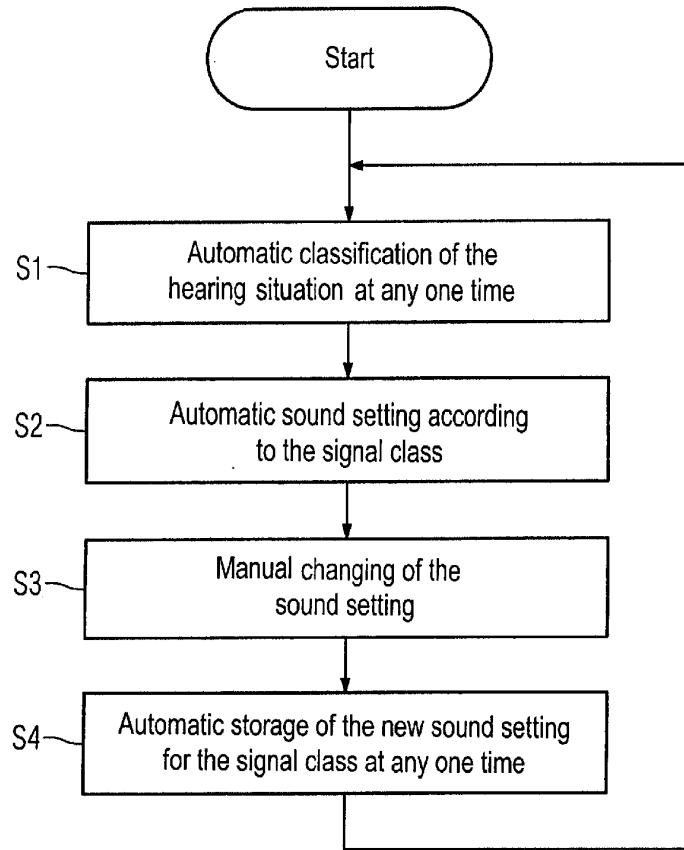 Start
S1
Automatic classification of the
hearing situation at any one time
S2
Automatic sound setting according
to the signal class
S3
Manual changing of the
sound setting
S4
Automatic storage of the new sound setting
for the signal class at any one time